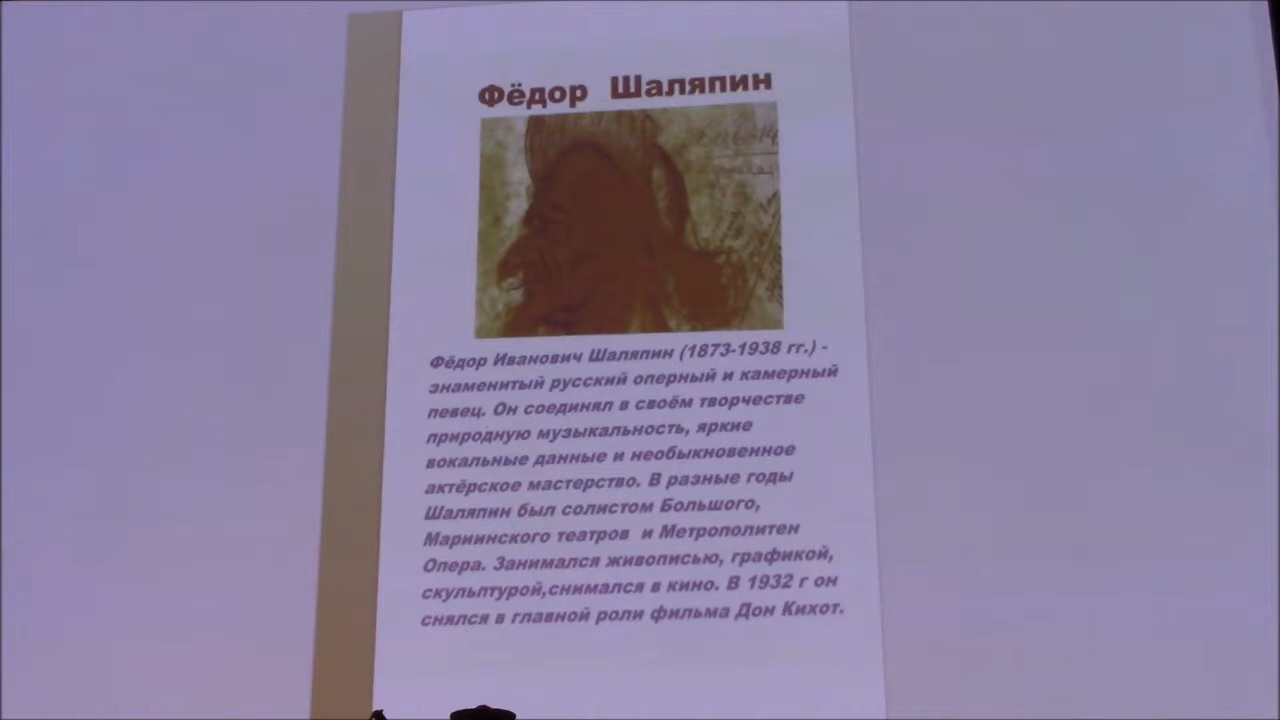 Фёдор Шаляпин
Фёдор Иванович Шаляпин (1873-1938 гг.) -
знаменитый русский оперный и камерный
певец. Он соединял в своём творчестве
природную музыкальность, яркие
вокальные данные и необыкновенное
актёрское мастерство. В разные годы
Шаляпин был солистом Большого,
Мариинского театров и Метрополитен
Опера. Занимался живописью, графикой,
скульптурой,снимался в кино. В 1932 г он
снялся в главной роли фильма Дон Кихот.